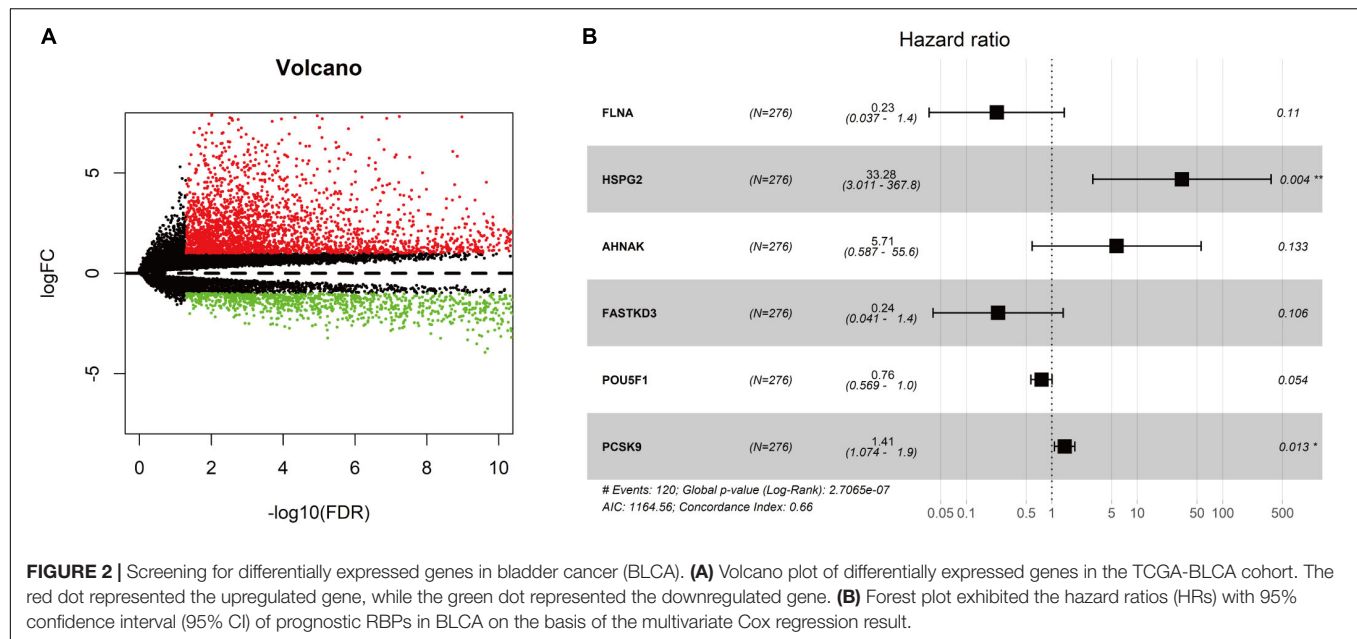 A
Volcano
logFC
5
0
-5
0 2 4 6 8 10
-log10(FDR)
B
Hazard ratio
FLNA (N=276) 0.23 (0.037 - 1.4) 0.11
HSPG2 (N=276) 33.28 (3.011 - 367.8) 0.004 **
AHNAK (N=276) 5.71 (0.587 - 55.6) 0.133
FASTKD3 (N=276) 0.24 (0.041 - 1.4) 0.106
POU5F1 (N=276) 0.76 (0.569 - 1.0) 0.054
PCSK9 (N=276) 1.41 (1.074 - 1.9) 0.013 *
# Events: 120; Global p-value (Log-Rank): 2.7065e-07
AIC: 1164.56; Concordance Index: 0.66
0.05 0.1 0.5 1 5 10 50 100 500
FIGURE 2 | Screening for differentially expressed genes in bladder cancer (BLCA). (A) Volcano plot of differentially expressed genes in the TCGA-BLCA cohort. The
red dot represented the upregulated gene, while the green dot represented the downregulated gene. (B) Forest plot exhibited the hazard ratios (HRs) with 95%
confidence interval (95% CI) of prognostic RBPs in BLCA on the basis of the multivariate Cox regression result.